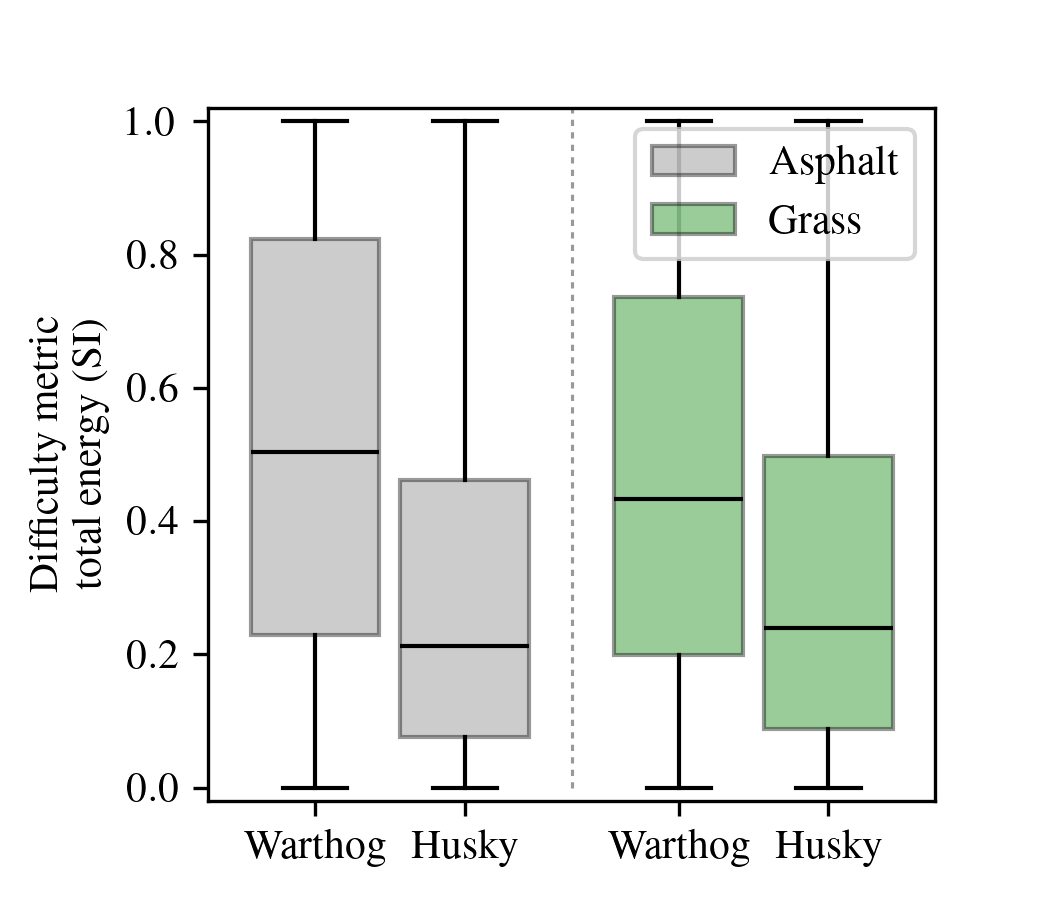 Difficulty metric
total energy (SI)
1.0
0.8
0.6
0.4
0.2
0.0
Asphalt
Grass
Warthog Husky Warthog Husky